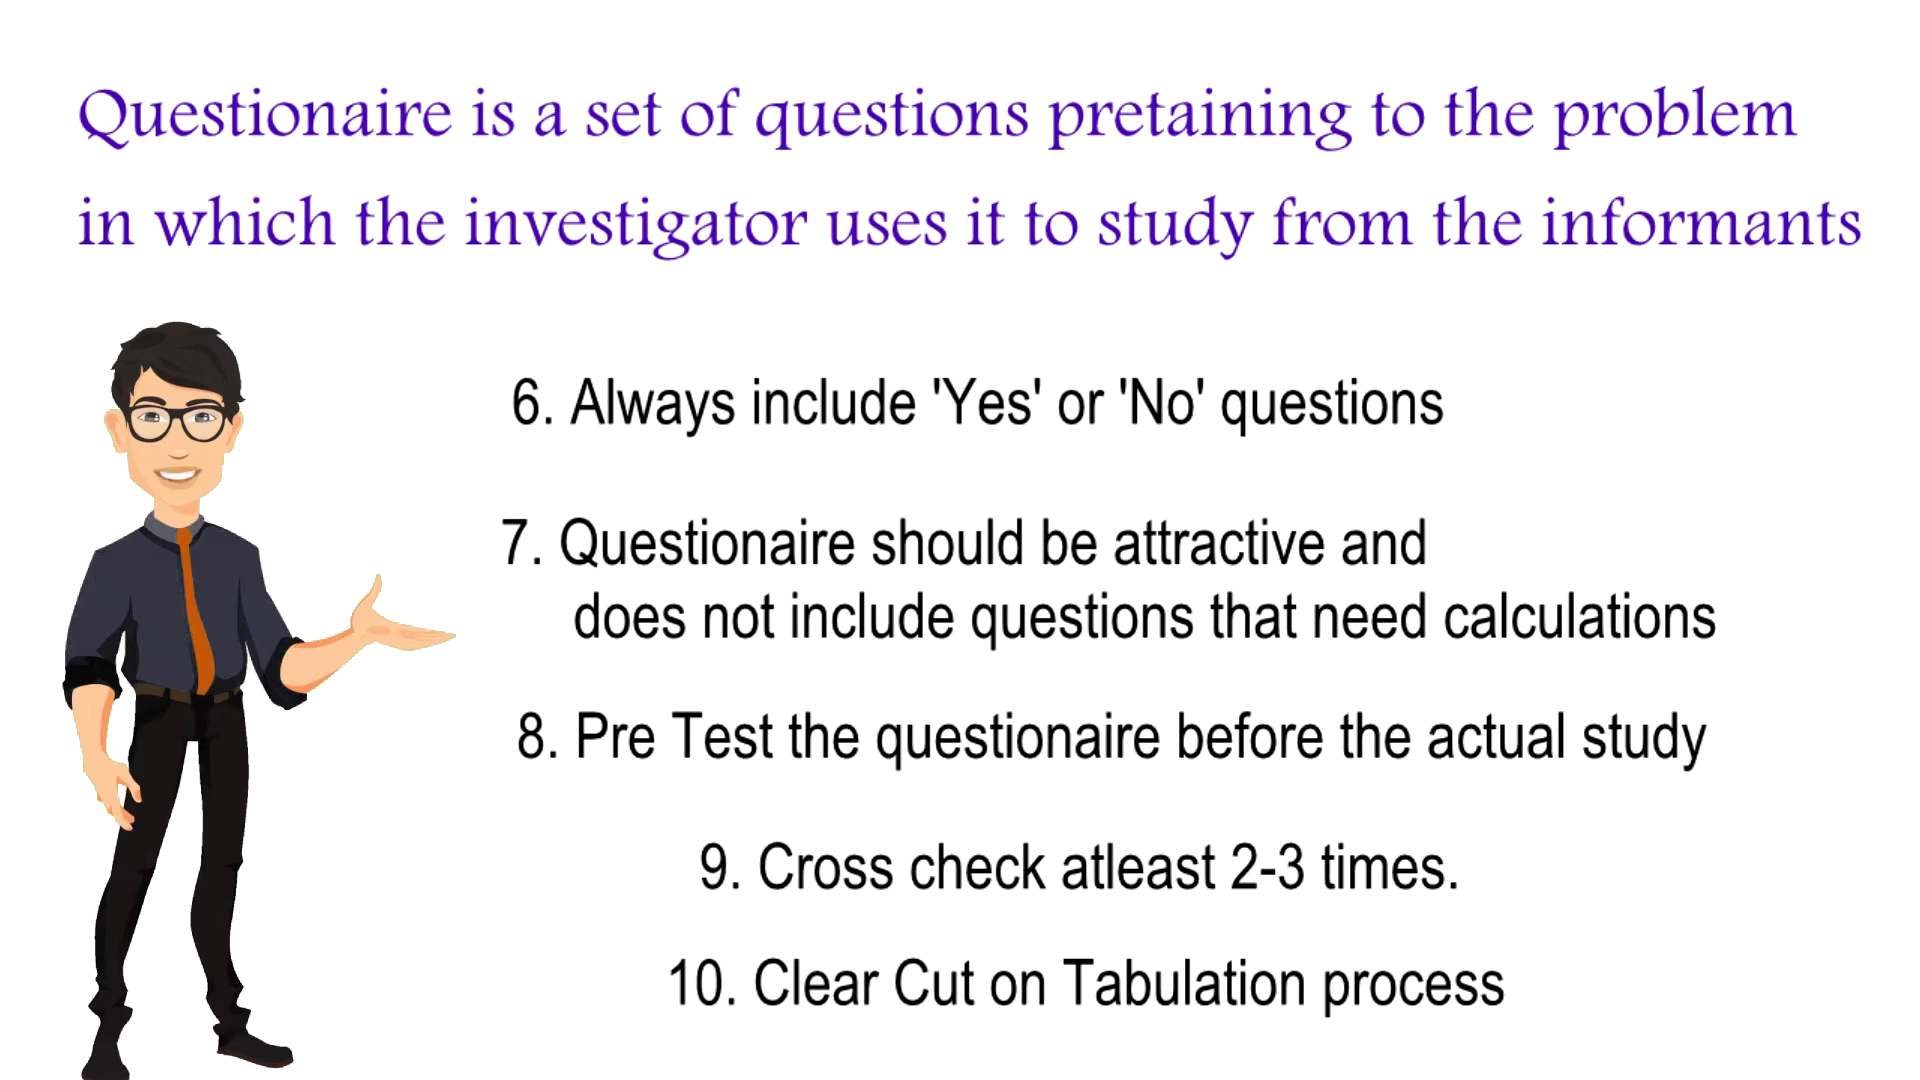 Questionaire is a set of questions pretaining to the problem
in which the investigator uses it to study from the informants
6. Always include 'Yes' or 'No' questions
7. Questionaire should be attractive and
does not include questions that need calculations
8. Pre Test the questionaire before the actual study
9. Cross check atleast 2-3 times.
10. Clear Cut on Tabulation process